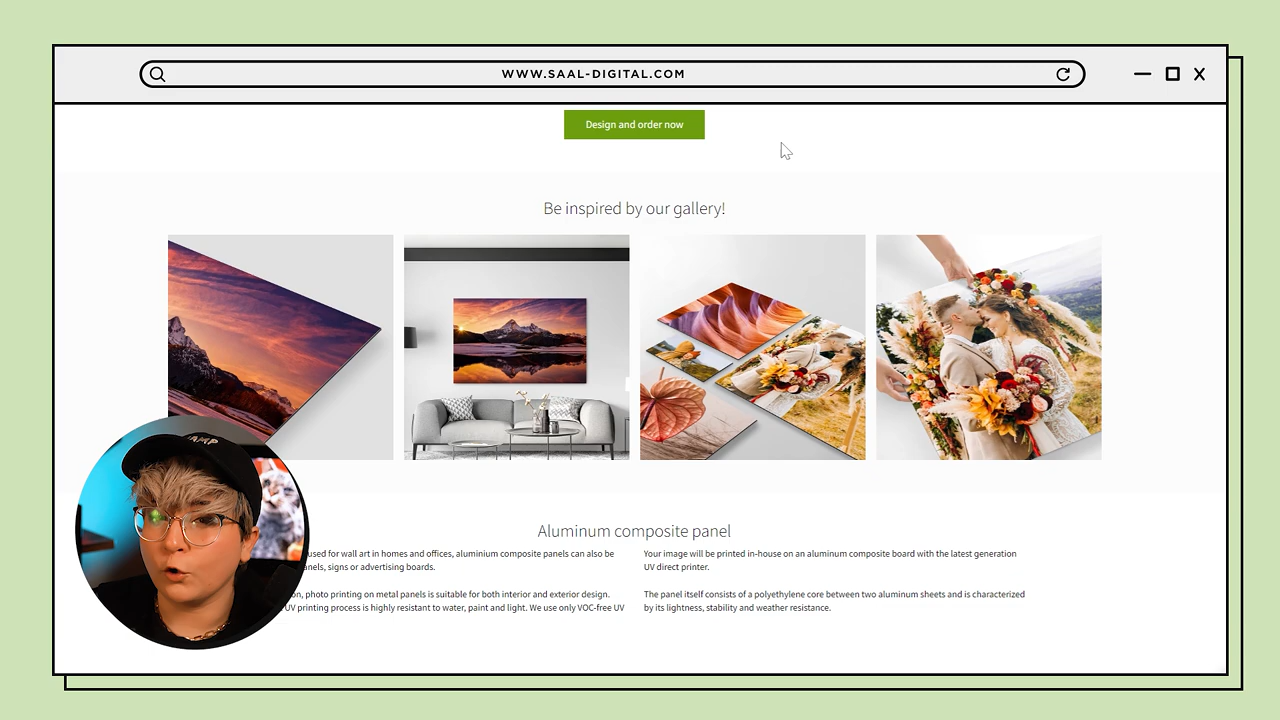 WWW.SAAL-DIGITAL.COM
Design and order now
Be inspired by our gallery!
Aluminum composite panel
used for wall art in homes and offices, aluminium composite panels can also be
signs or advertising boards.
photo printing on metal panels is suitable for both interior and exterior design.
UV printing process is highly resistant to water, paint and light. We use only VOC-free UV
Your image will be printed in-house on an aluminum composite board with the latest generation
UV direct printer.
The panel itself consists of a polyethylene core between two aluminum sheets and is characterized
by its lightness, stability and weather resistance.